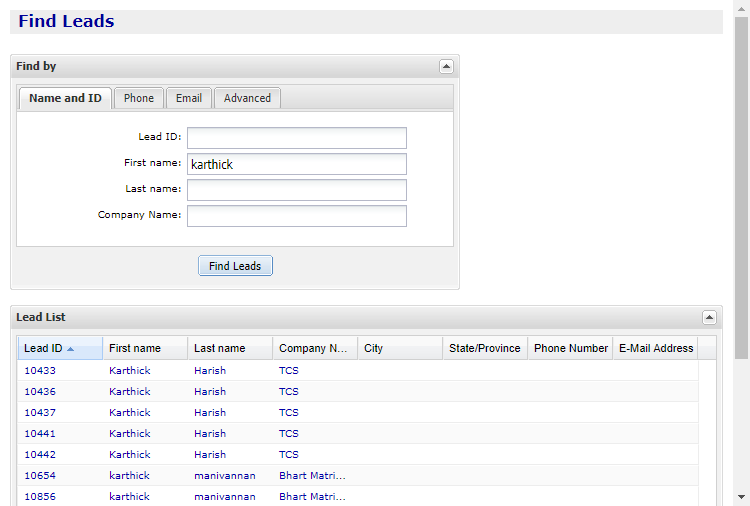 Find Leads
Find by
Name and ID Phone Email Advanced
Lead ID:
First name: karthick
Last name:
Company Name:
Find Leads
Lead List
Lead ID First name Last name Company N... City State/Province Phone Number E-Mail Address
10433 Karthick Harish TCS
10436 Karthick Harish TCS
10437 Karthick Harish TCS
10441 Karthick Harish TCS
10442 Karthick Harish TCS
10654 karthick manivannan Bhart Matri...
10856 karthick manivannan Bhart Matri...